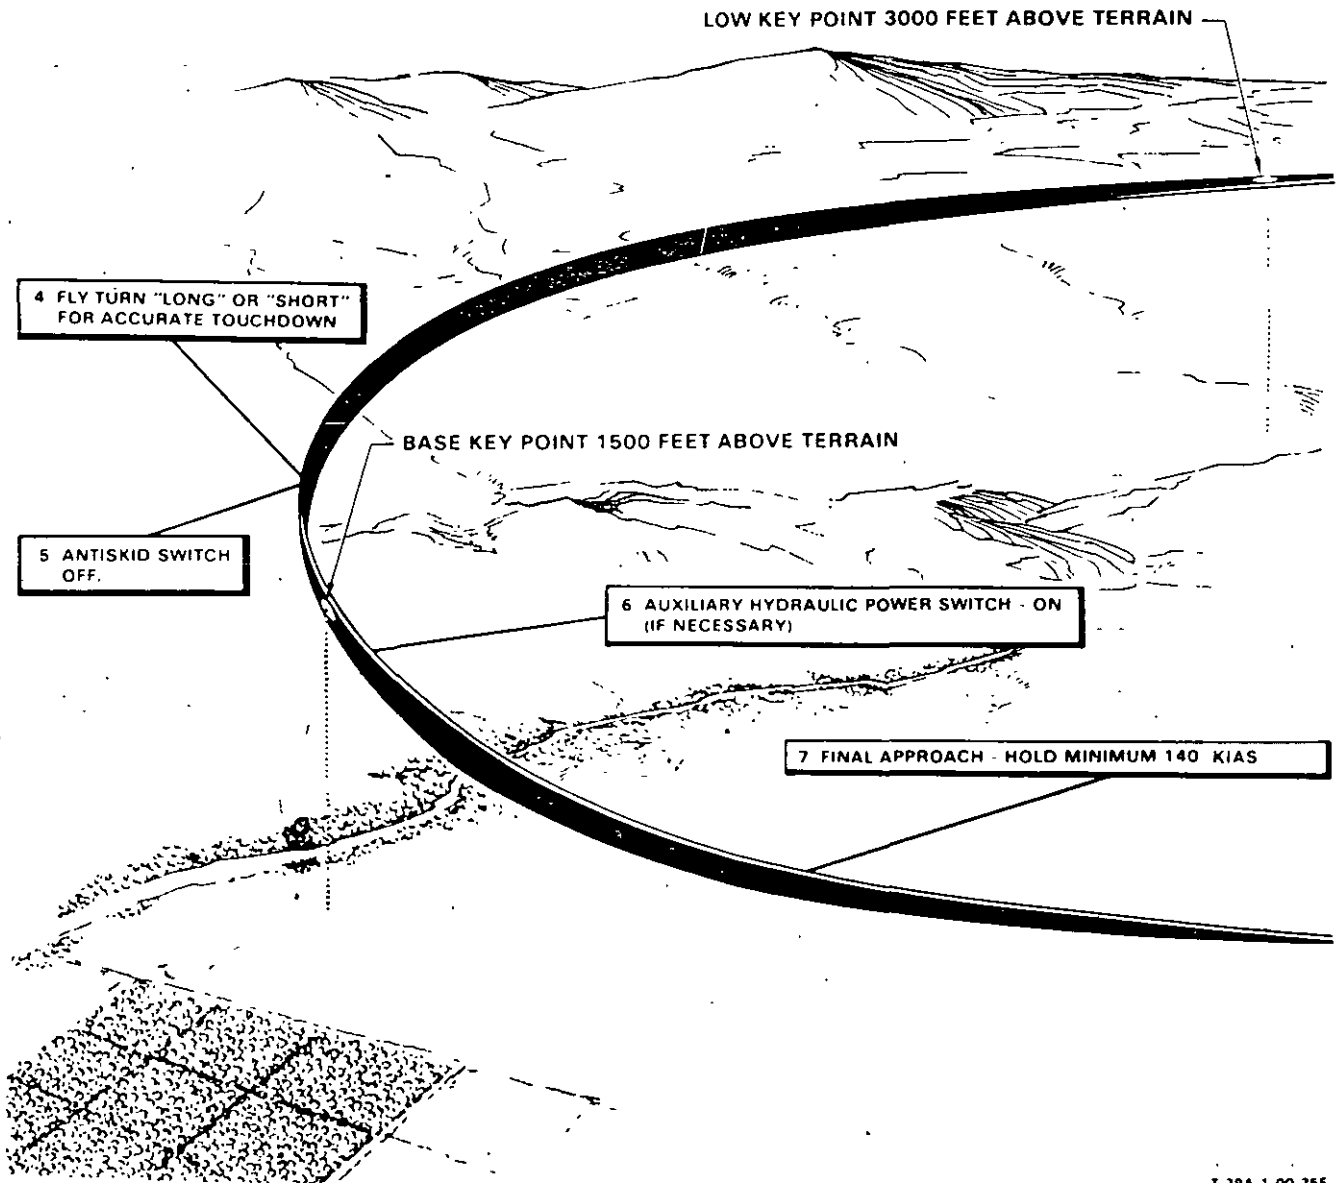 LOW KEY POINT 3000 FEET ABOVE TERRAIN
4 FLY TURN "LONG" OR "SHORT"
FOR ACCURATE TOUCHDOWN
BASE KEY POINT 1500 FEET ABOVE TERRAIN
5 ANTISKID SWITCH
OFF.
6 AUXILIARY HYDRAULIC POWER SWITCH - ON
(IF NECESSARY)
7 FINAL APPROACH - HOLD MINIMUM 140 KIAS